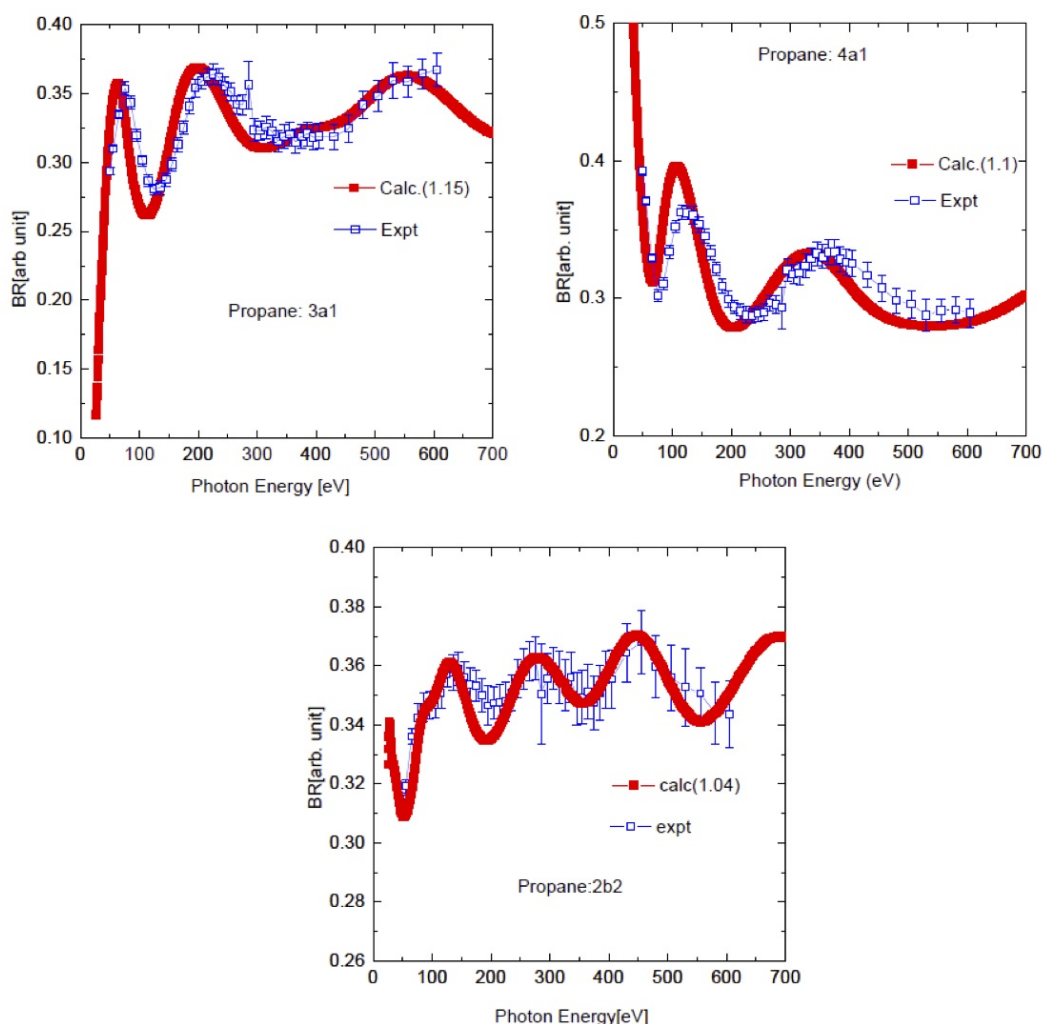 0.40
0.35
0.30
0.25
0.20
0.15
0.10
0 100 200 300 400 500 600 700
BR[arb unit]
Calc.(1.15)
Expt
Propane: 3a1
Photon Energy [eV]
0.5
0.4
0.3
0.2
0 100 200 300 400 500 600 700
BR[arb. unit]
Propane: 4a1
Calc.(1.1)
Expt
Photon Energy (eV)
0.40
0.38
0.36
0.34
0.32
0.30
0.28
0.26
0 100 200 300 400 500 600 700
BR[arb. unit]
calc(1.04)
expt
Propane:2b2
Photon Energy[eV]